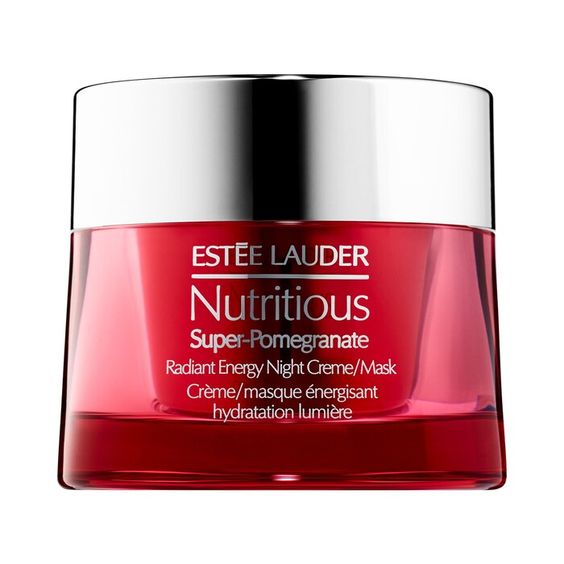 ESTĒE LAUDER
Nutritious
Super-Pomegranate
Radiant Energy Night Creme/Mask
Crème/masque énergisant
hydratation lumière